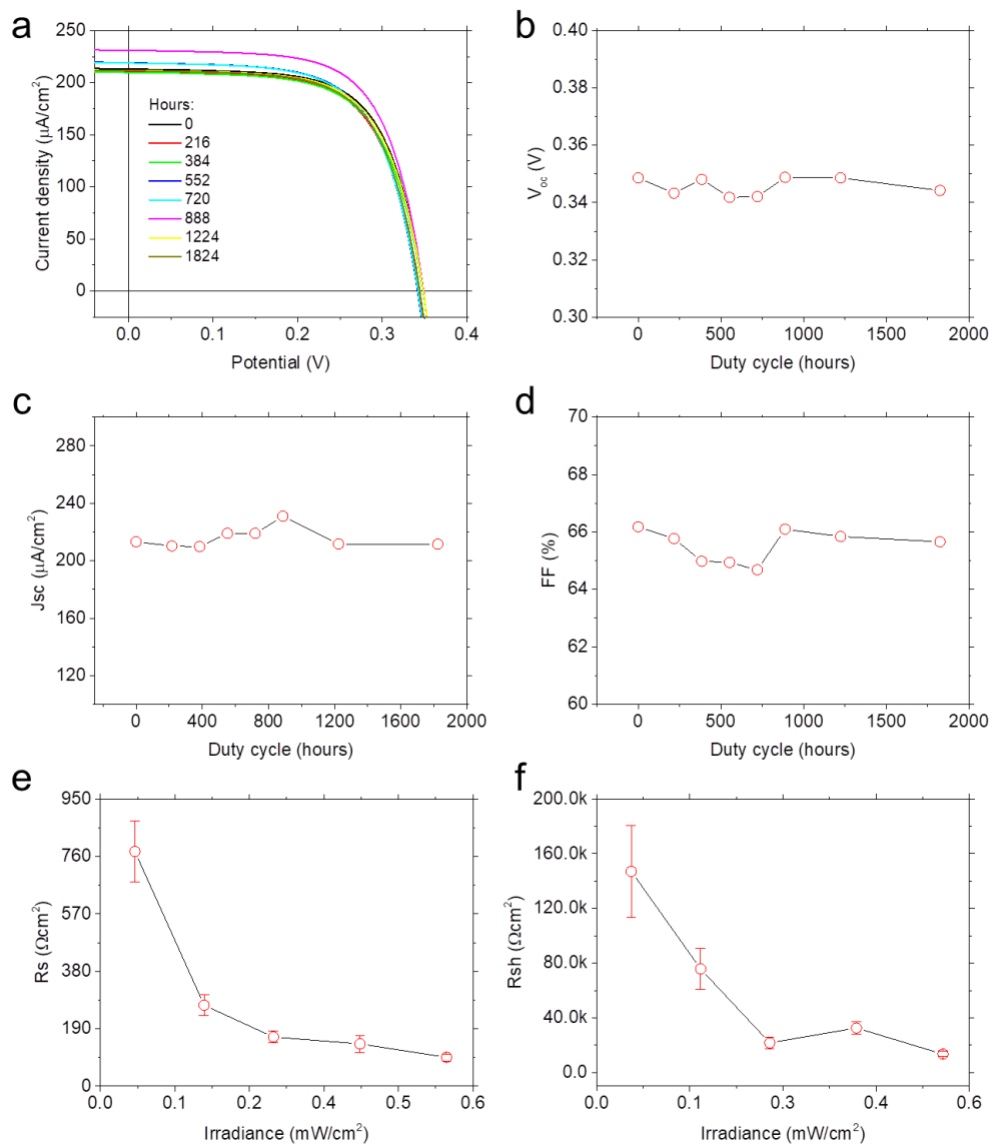 a
250
200
150
100
50
0
Current density (μA/cm²)
Hours:
0
216
384
552
720
888
1224
1824
0.0 0.1 0.2 0.3 0.4
Potential (V)
b
0.40
0.38
0.36
0.34
0.32
0.30
Voc (V)
0 500 1000 1500 2000
Duty cycle (hours)
c
280
240
200
160
120
Jsc (μA/cm²)
0 400 800 1200 1600 2000
Duty cycle (hours)
d
70
68
66
64
62
60
FF (%)
0 500 1000 1500 2000
Duty cycle (hours)
e
950
760
570
380
190
0
Rs (Ωcm²)
0.0 0.1 0.2 0.3 0.4 0.6
Irradiance (mW/cm²)
f
200.0k
160.0k
120.0k
80.0k
40.0k
0.0
Rsh (Ωcm²)
0.0 0.1 0.3 0.4 0.6
Irradiance (mW/cm²)